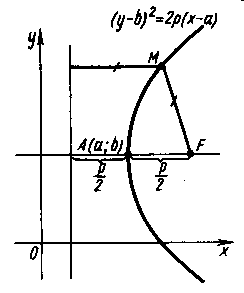 (y-b)²=2p(x-a)
y
M
A(a;b)
F
p/2
p/2
O
x